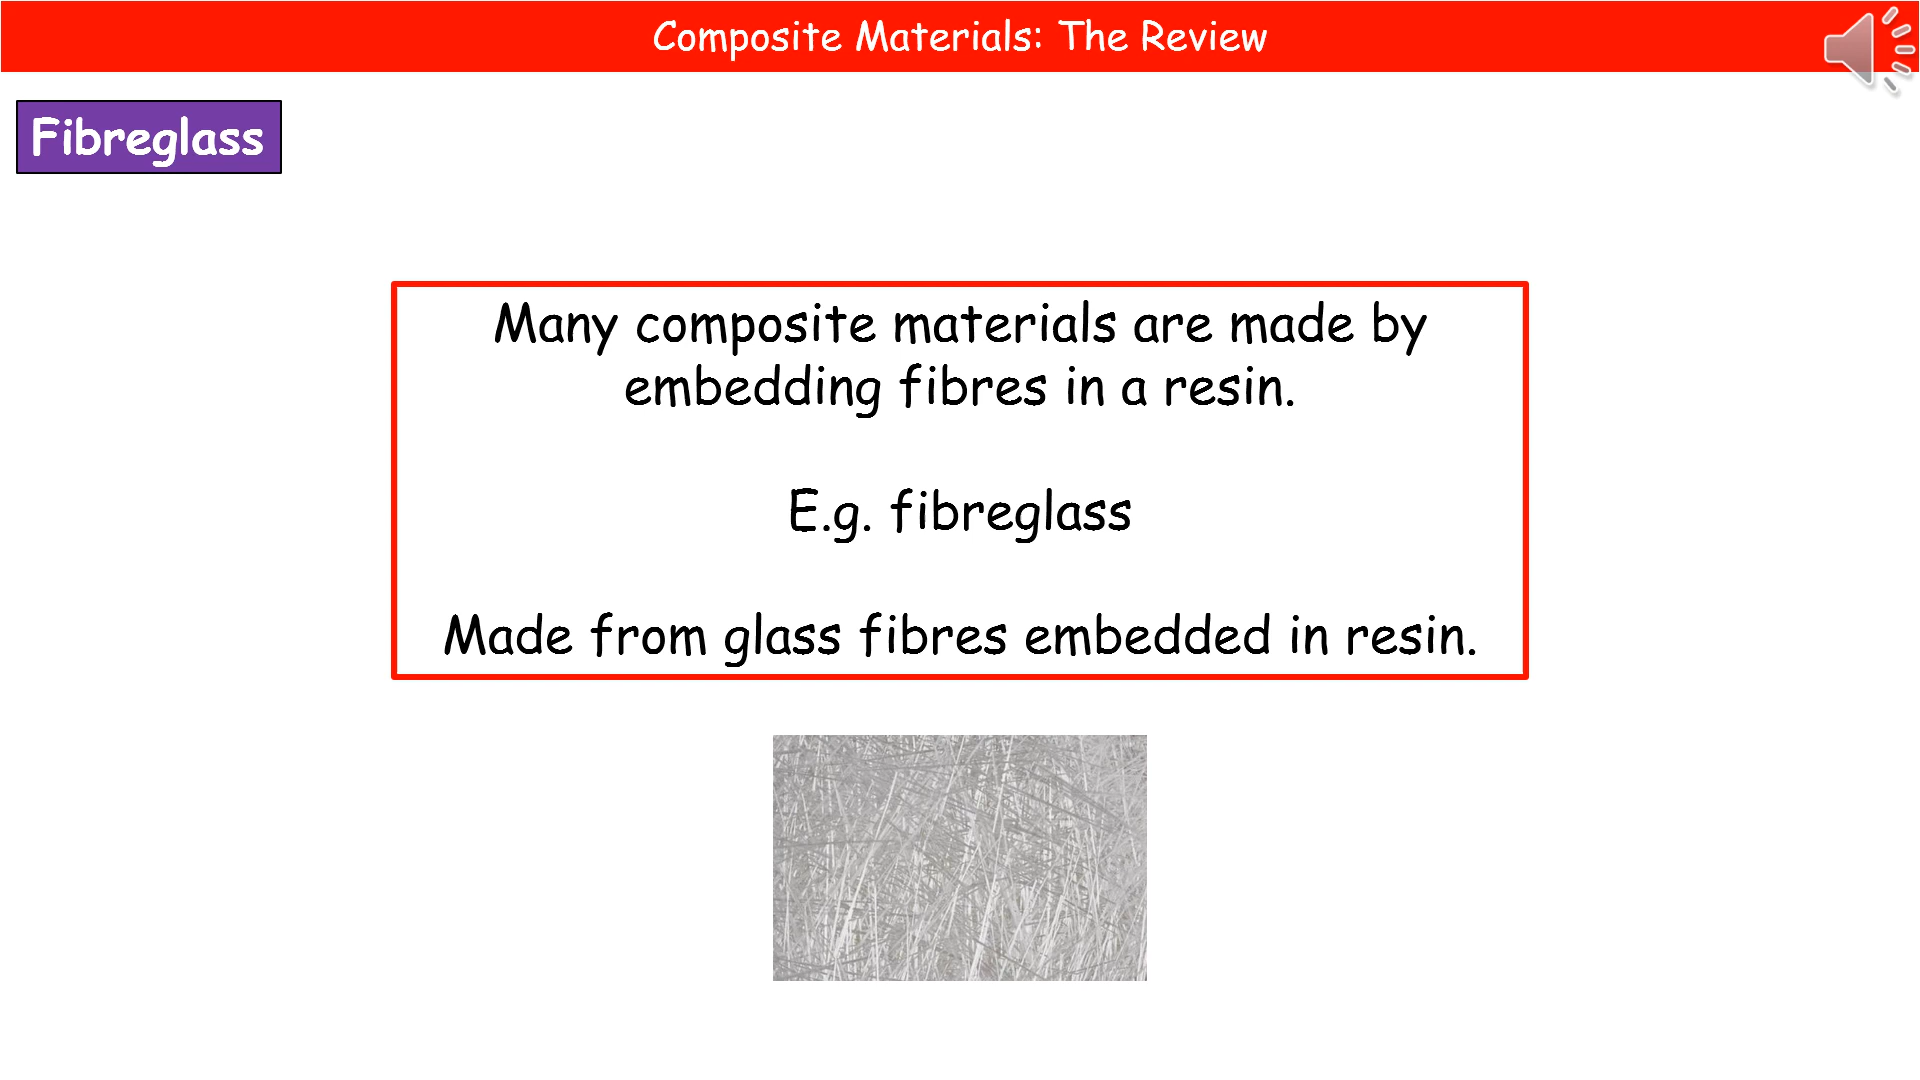 Composite Materials: The Review
Fibreglass
Many composite materials are made by
embedding fibres in a resin.
E.g. fibreglass
Made from glass fibres embedded in resin.